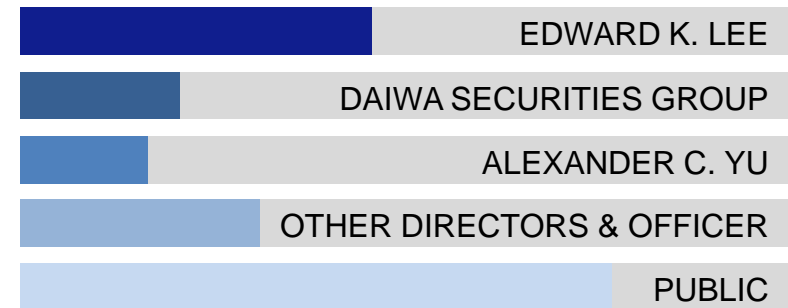 EDWARD K. LEE
DAIWA SECURITIES GROUP
ALEXANDER C. YU
OTHER DIRECTORS & OFFICER
PUBLIC